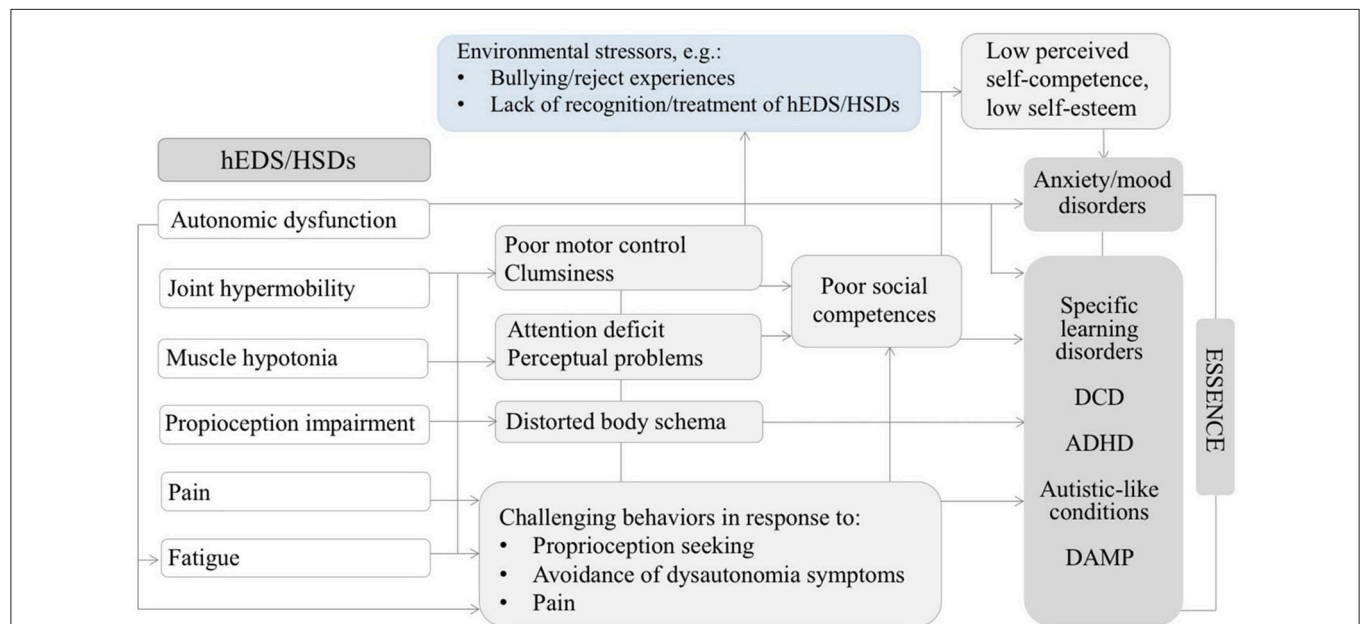 Environmental stressors, e.g.:
• Bullying/reject experiences
• Lack of recognition/treatment of hEDS/HSDs
Low perceived
self-competence,
low self-esteem
hEDS/HSDs
Autonomic dysfunction
Joint hypermobility
Muscle hypotonia
Propioception impairment
Pain
Fatigue
Poor motor control
Clumsiness
Attention deficit
Perceptual problems
Distorted body schema
Challenging behaviors in response to:
• Proprioception seeking
• Avoidance of dysautonomia symptoms
• Pain
Poor social
competences
Anxiety/mood
disorders
Specific
learning
disorders
DCD
ADHD
Autistic-like
conditions
DAMP
ESSENCE